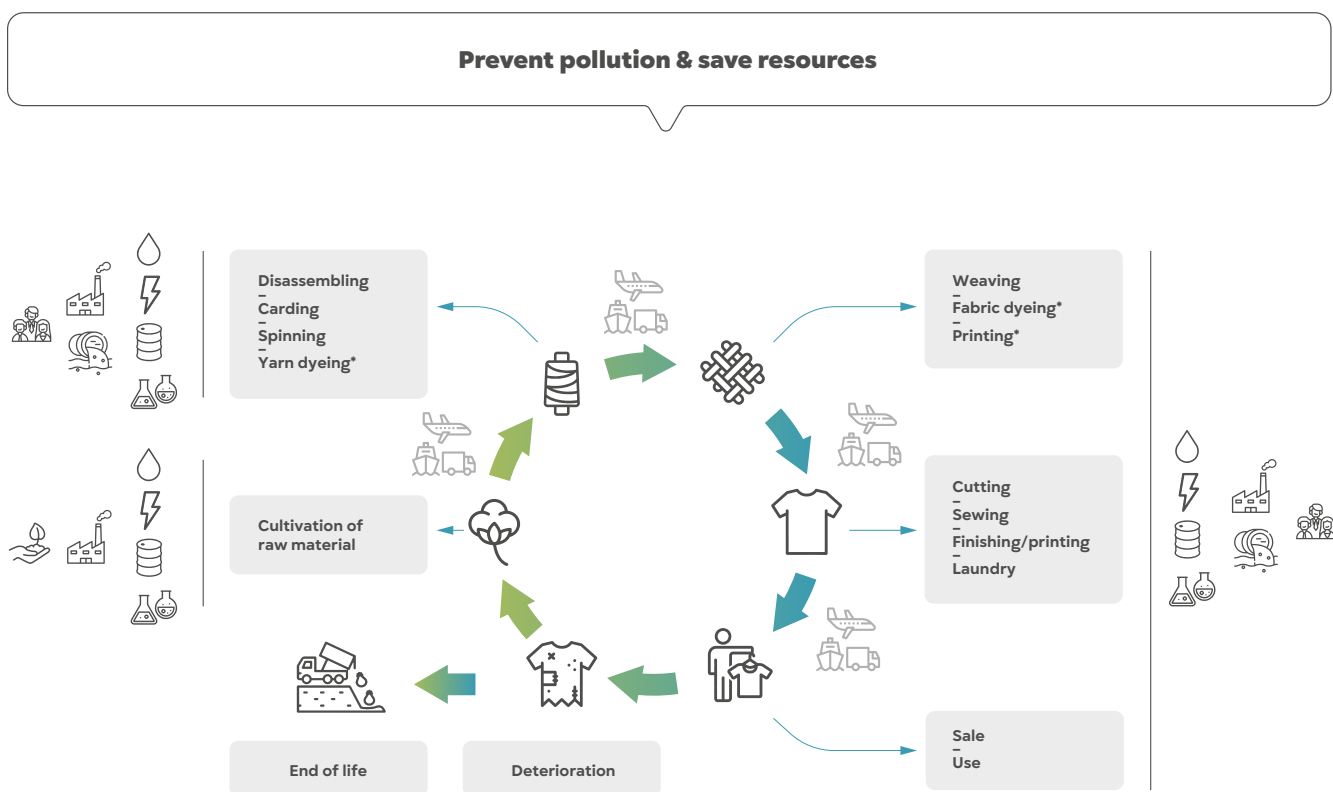 Prevent pollution & save resources
Disassembling
–
Carding
–
Spinning
–
Yarn dyeing*
Weaving
–
Fabric dyeing*
–
Printing*
Cultivation of
raw material
Cutting
–
Sewing
–
Finishing/printing
–
Laundry
Sale
–
Use
End of life
Deterioration